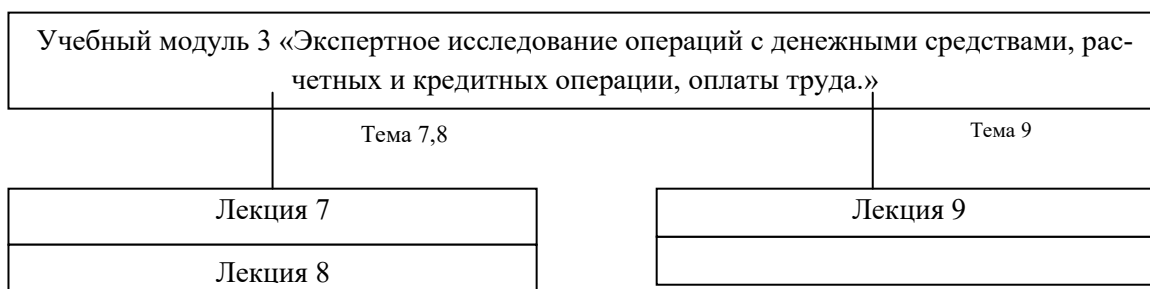 Учебный модуль 3 «Экспертное исследование операций с денежными средствами, рас-
четных и кредитных операции, оплаты труда.»
Тема 7,8
Тема 9
Лекция 7
Лекция 9
Лекция 8